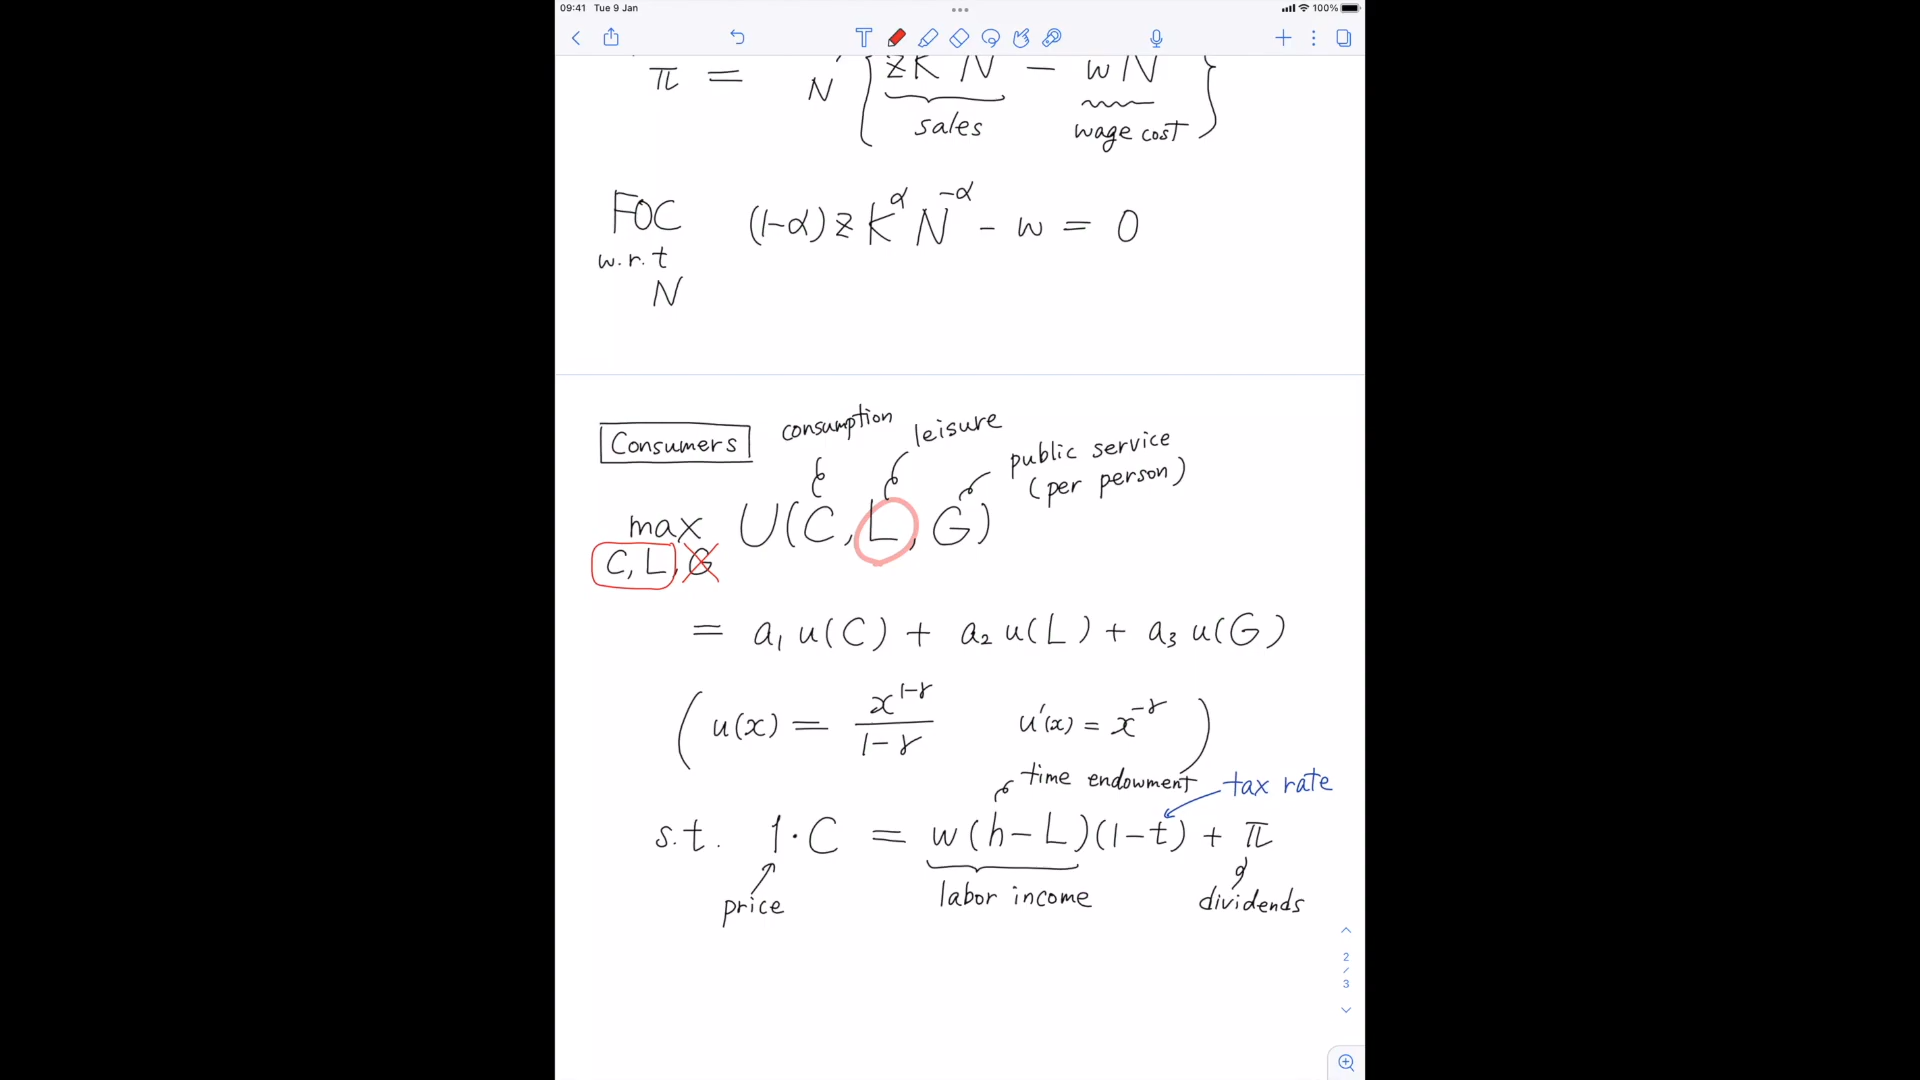 09:41 Tue 9 Jan 100%
π = N { zK N − wN }
sales wage cost
FOC w.r.t N (1-α) z K^α N^-α - w = 0
Consumers
consumption leisure public service (per person)
max U(C, L, G)
C, L, G
= a₁ u(C) + a₂ u(L) + a₃ u(G)
( u(x) = x^1-γ / 1-γ u'(x) = x^-γ )
time endowment tax rate
s.t. 1·C = w(h-L)(1-t) + π
price labor income dividends
2
/
3